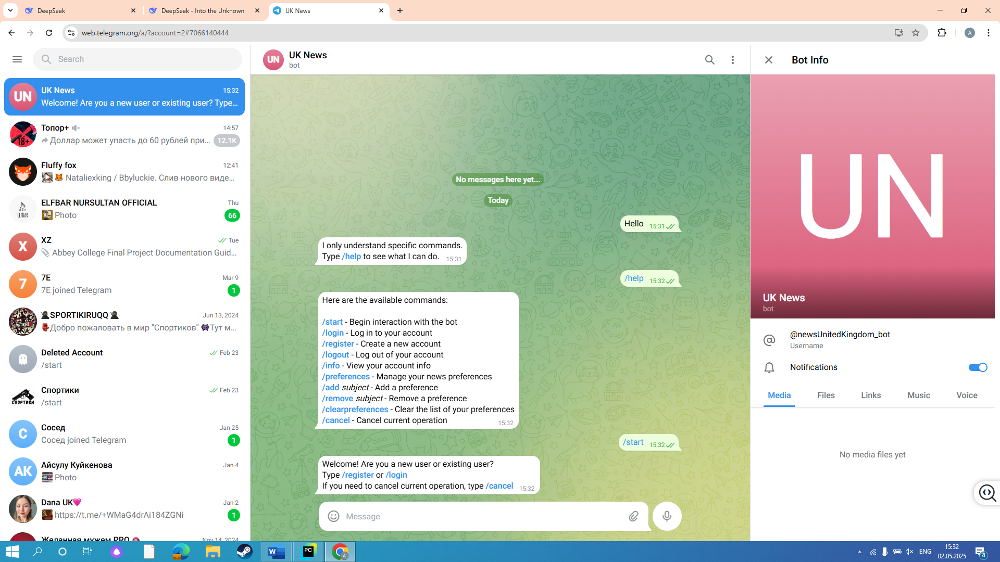 DeepSeek
DeepSeek - Into the Unknown
UK News
web.telegram.org/a/?account=2#7066140444
A
Search
UN
UK News
15:32
Welcome! Are you a new user or existing user? Type...
18+
Топор+
14:57
Доллар может упасть до 60 рублей при...
12.1K
Fluffy fox
12:41
Nataliexking / Bbyluckie. Слив нового виде...
ELFBAR
ELFBAR NURSULTAN OFFICIAL
Thu
Photo
66
X
XZ
Tue
Abbey College Final Project Documentation Guid...
7
7E
Mar 9
7E joined Telegram
1
SPORTIKIRUQQ
Jun 13, 2024
Добро пожаловать в мир "Спортиков" Тут м...
Deleted Account
Feb 23
/start
СПОРТИКИ
Спортики
Feb 23
/start
С
Сосед
Jan 25
Сосед joined Telegram
1
АК
Айсулу Куйкенова
Jan 4
Photo
Dana UK
Jan 2
https://t.me/+WMaG4drAi184ZGNi
1
Желанная мужем PRO
Nov 14, 2024
UN
UK News
bot
No messages here yet...
Today
Hello 15:31
I only understand specific commands.
Type /help to see what I can do. 15:31
/help 15:32
Here are the available commands:
/start - Begin interaction with the bot
/login - Log in to your account
/register - Create a new account
/logout - Log out of your account
/info - View your account info
/preferences - Manage your news preferences
/add subject - Add a preference
/remove subject - Remove a preference
/clearpreferences - Clear the list of your preferences
/cancel - Cancel current operation 15:32
/start 15:32
Welcome! Are you a new user or existing user?
Type /register or /login
If you need to cancel current operation, type /cancel 15:32
Message
Bot Info
UN
UK News
bot
@newsUnitedKingdom_bot
Username
Notifications
Media Files Links Music Voice
No media files yet
W
PC
A
ENG
15:32
02.05.2025
4